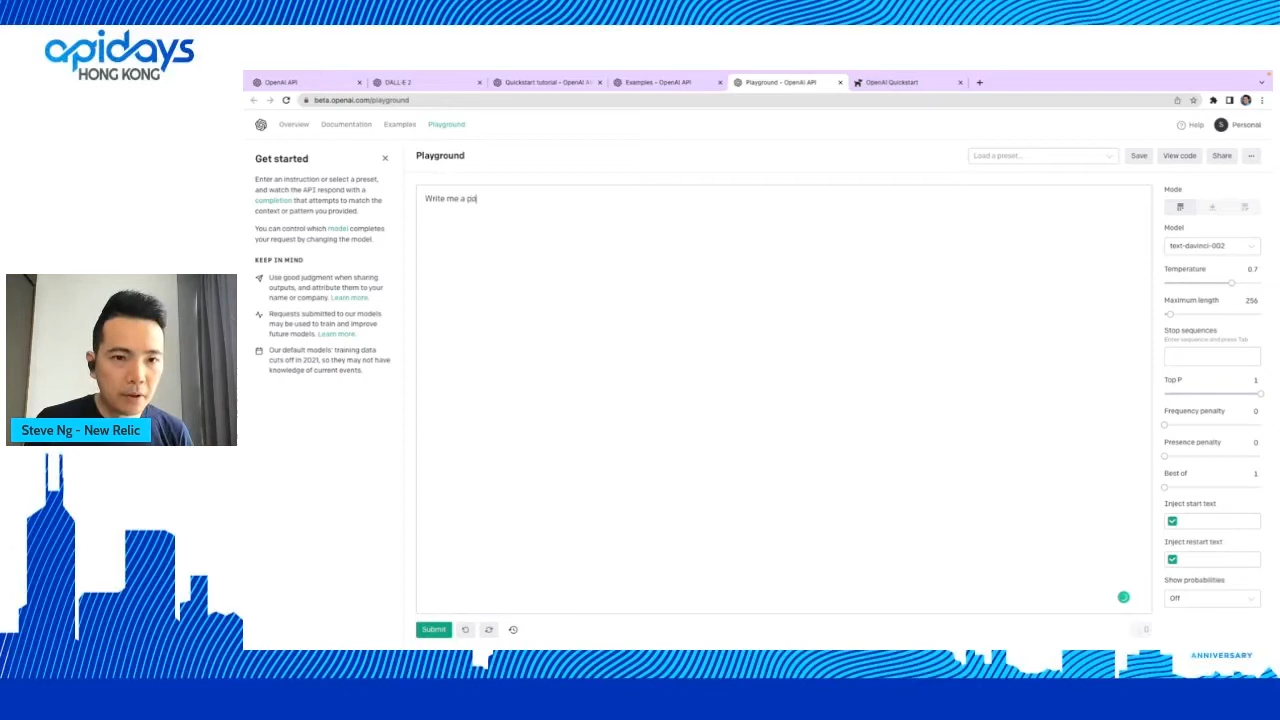 apidays
HONG KONG
OpenAI API
DALL·E 2
Quickstart tutorial - OpenAI A
Examples - OpenAI API
Playground - OpenAI API
OpenAI Quickstart
beta.openai.com/playground
Overview
Documentation
Examples
Playground
Help
S
Personal
Get started
Playground
Load a preset...
Save
View code
Share
...
Enter an instruction or select a preset,
and watch the API respond with a
completion that attempts to match the
context or pattern you provided.
You can control which model completes
your request by changing the model.
KEEP IN MIND
Use good judgment when sharing
outputs, and attribute them to your
name or company. Learn more.
Requests submitted to our models
may be used to train and improve
future models. Learn more.
Our default models' training data
cuts off in 2021, so they may not have
knowledge of current events.
Write me a po
Mode
Model
text-davinci-002
Temperature 0.7
Maximum length 256
Stop sequences
Enter sequence and press Tab
Top P 1
Frequency penalty 0
Presence penalty 0
Best of 1
Inject start text
Inject restart text
Show probabilities
Off
Submit
0
Steve Ng - New Relic
ANNIVERSARY